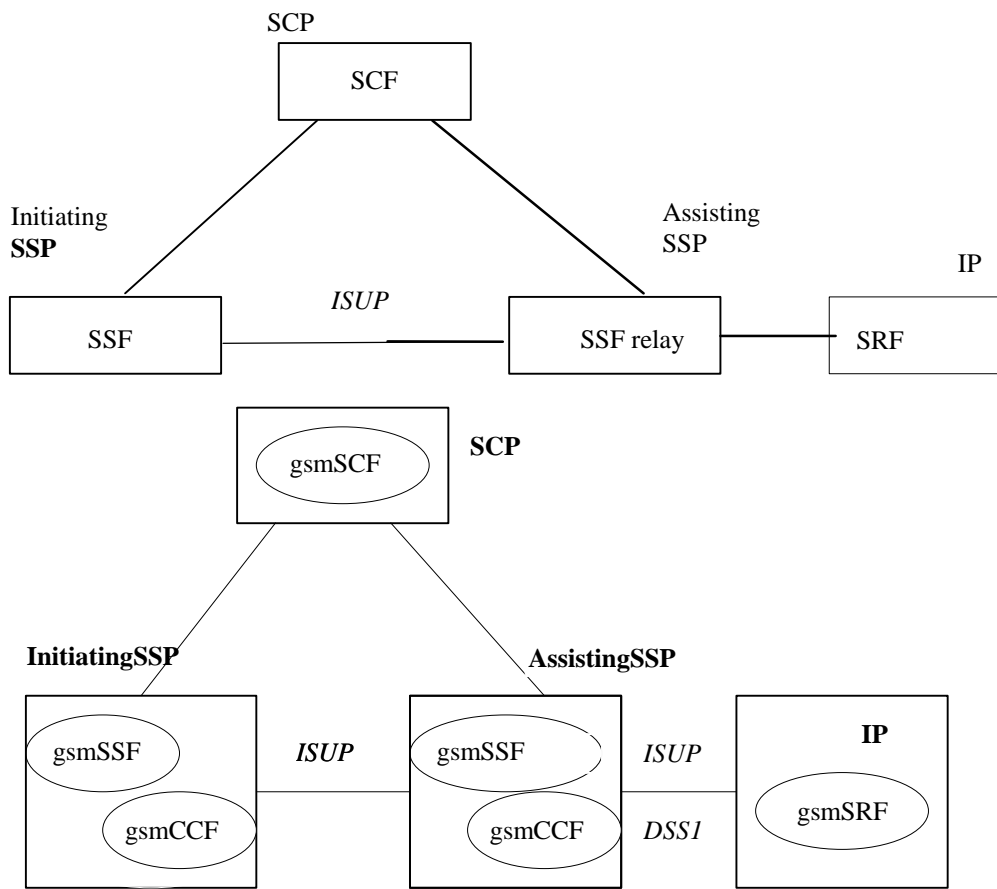 SCP
SCF
Initiating
SSP
Assisting
SSP
IP
ISUP
SSF
SSF relay
SRF
gsmSCF
SCP
InitiatingSSP
AssistingSSP
gsmSSF
ISUP
gsmSSF
ISUP
IP
gsmCCF
gsmCCF
DSS1
gsmSRF